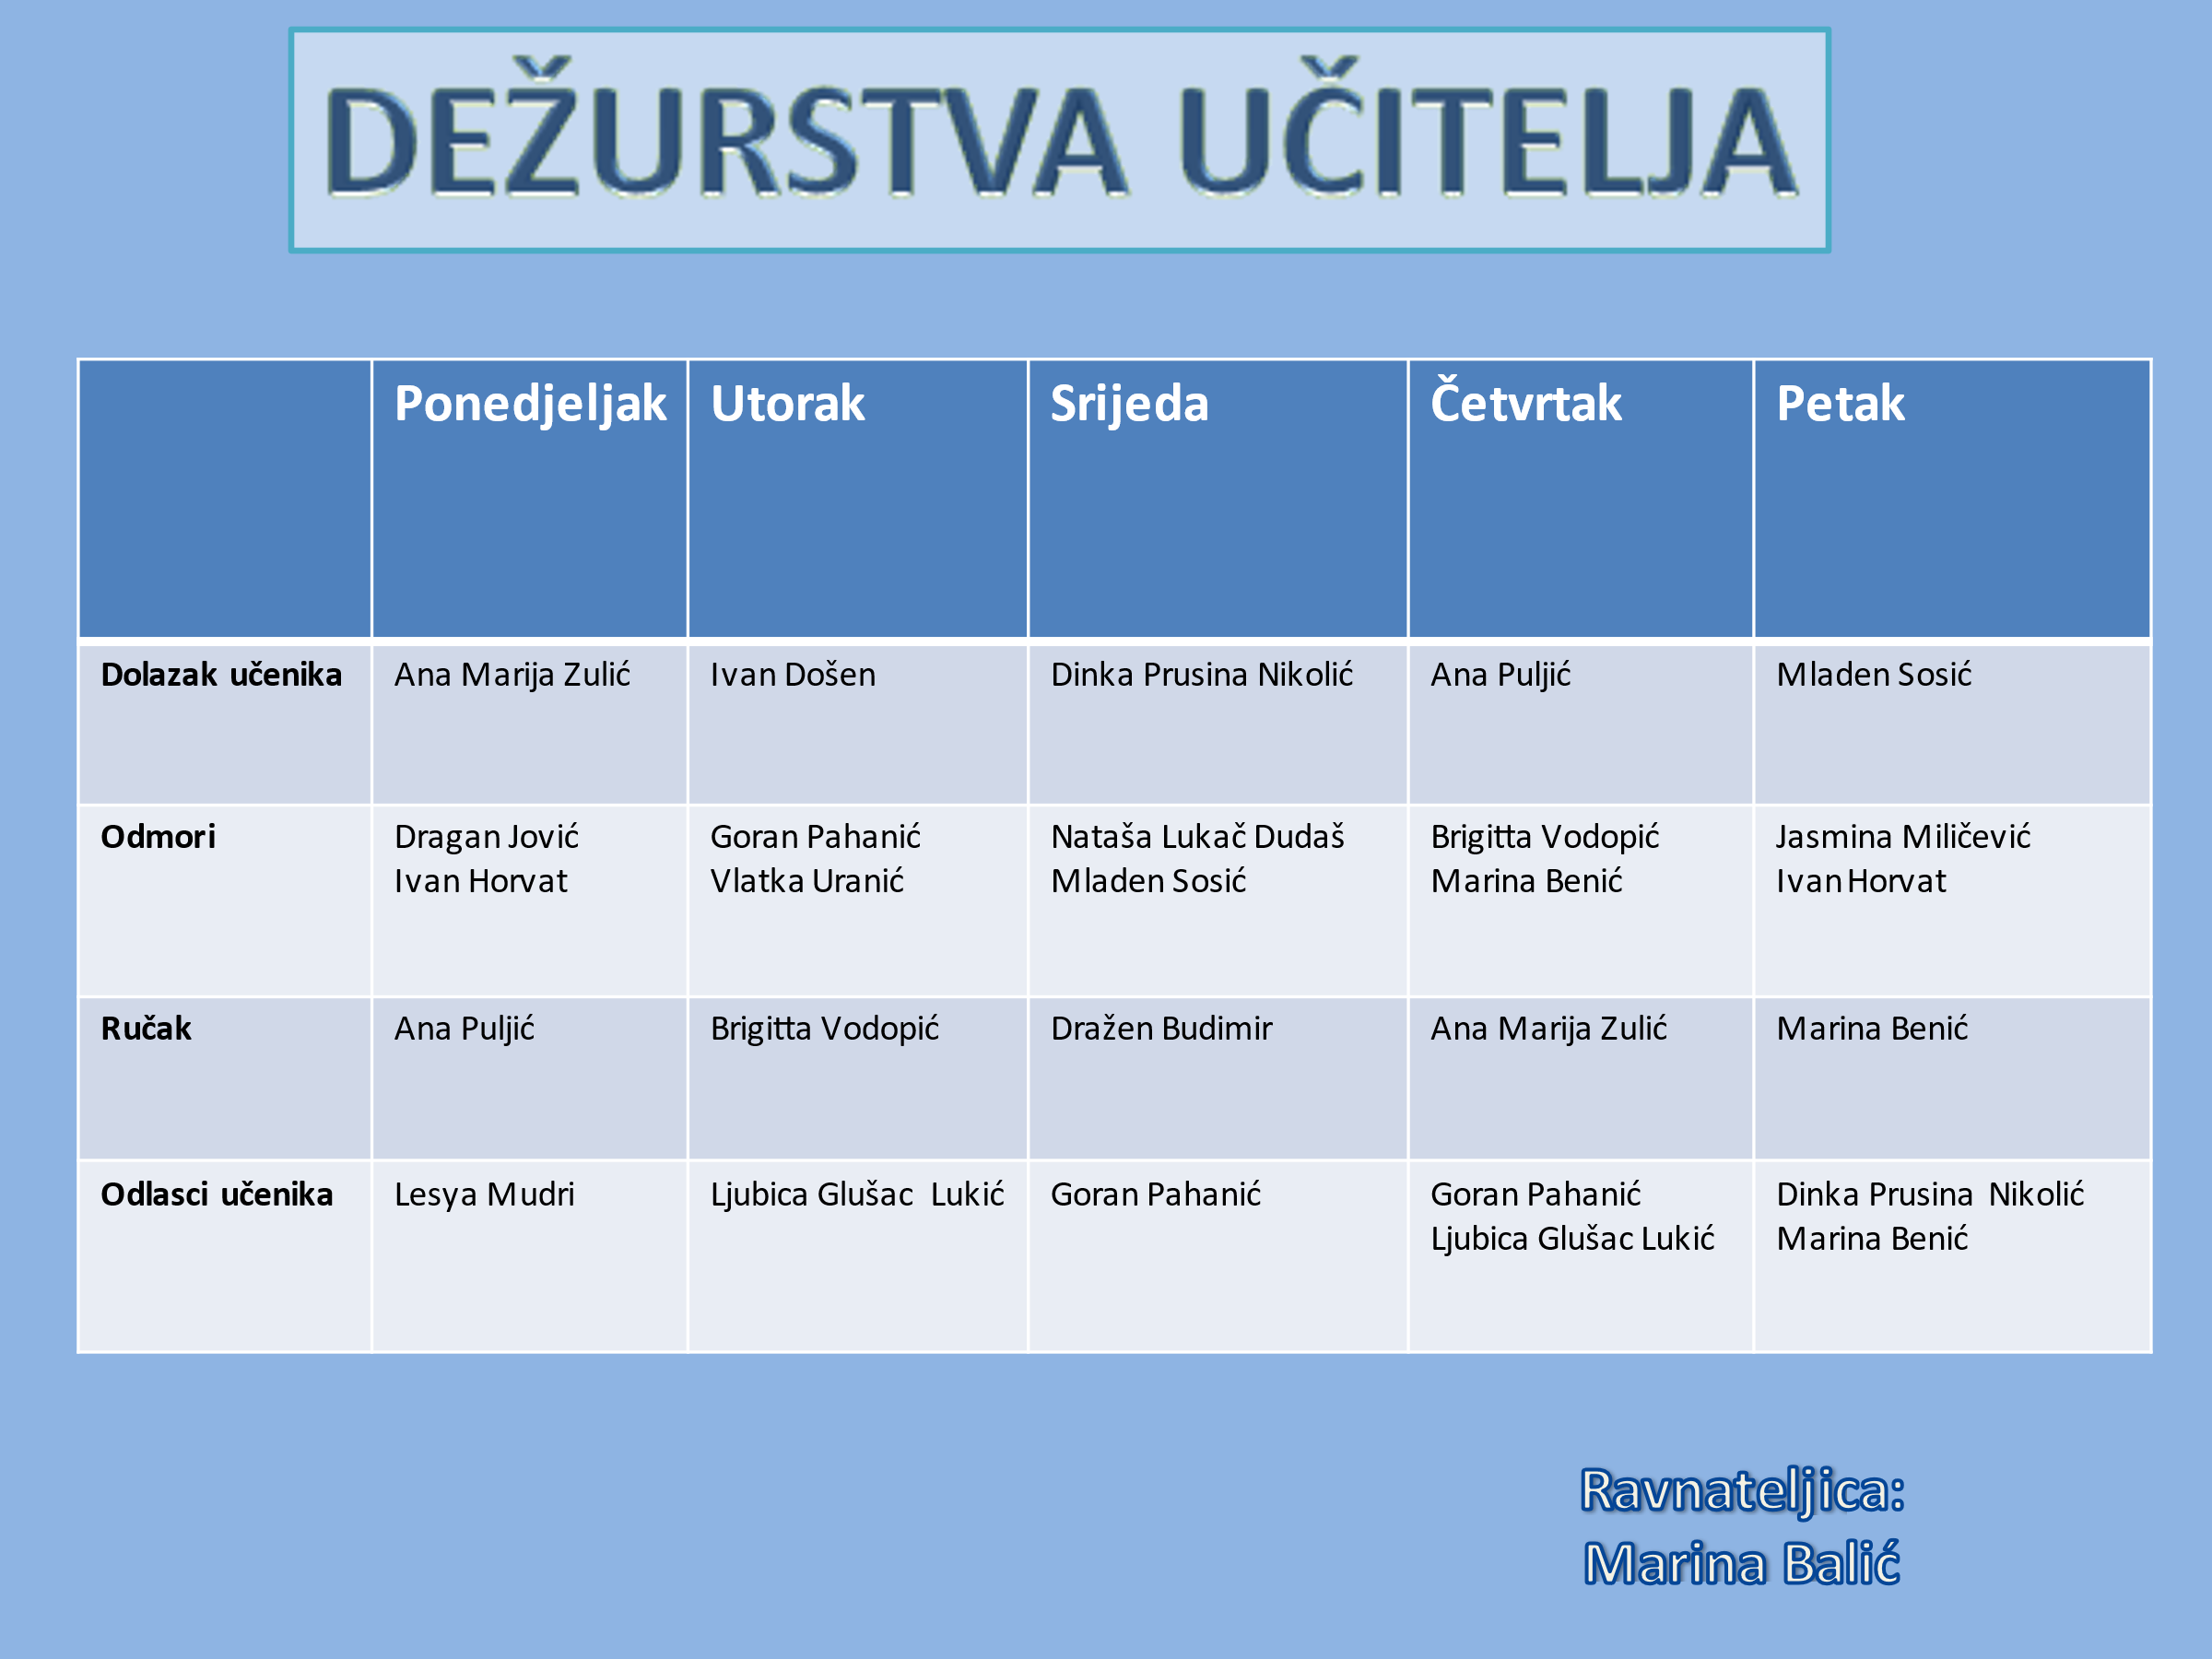 DEŽURSTVA UČITELJA
Ponedjeljak Utorak Srijeda Četvrtak Petak
Dolazak učenika Ana Marija Zulić Ivan Došen Dinka Prusina Nikolić Ana Puljić Mladen Sosić
Odmori Dragan Jović Goran Pahanić Nataša Lukač Dudaš Brigitta Vodopić Jasmina Miličević
Ivan Horvat Vlatka Uranić Mladen Sosić Marina Benić Ivan Horvat
Ručak Ana Puljić Brigitta Vodopić Dražen Budimir Ana Marija Zulić Marina Benić
Odlasci učenika Lesya Mudri Ljubica Glušac Lukić Goran Pahanić Goran Pahanić Dinka Prusina Nikolić
Ljubica Glušac Lukić Marina Benić
Ravnateljica:
Marina Balić